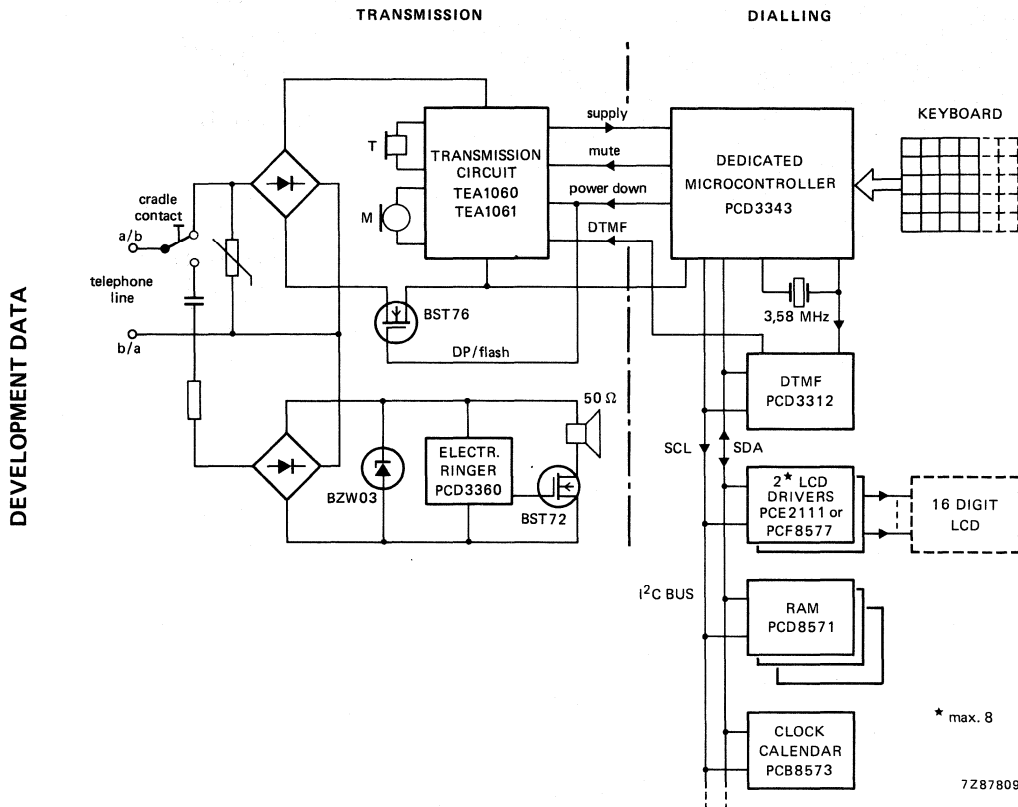 TRANSMISSION
DIALLING
DEVELOPMENT DATA
cradle
contact
a/b
telephone
line
b/a
T
M
TRANSMISSION
CIRCUIT
TEA1060
TEA1061
supply
mute
power down
DTMF
DEDICATED
MICROCONTROLLER
PCD3343
KEYBOARD
BST76
DP/flash
3,58 MHz
DTMF
PCD3312
50 Ω
BZW03
ELECTR.
RINGER
PCD3360
BST72
SCL
SDA
2* LCD
DRIVERS
PCE2111 or
PCF8577
16 DIGIT
LCD
I²C BUS
RAM
PCD8571
CLOCK
CALENDAR
PCB8573
* max. 8
7Z87809